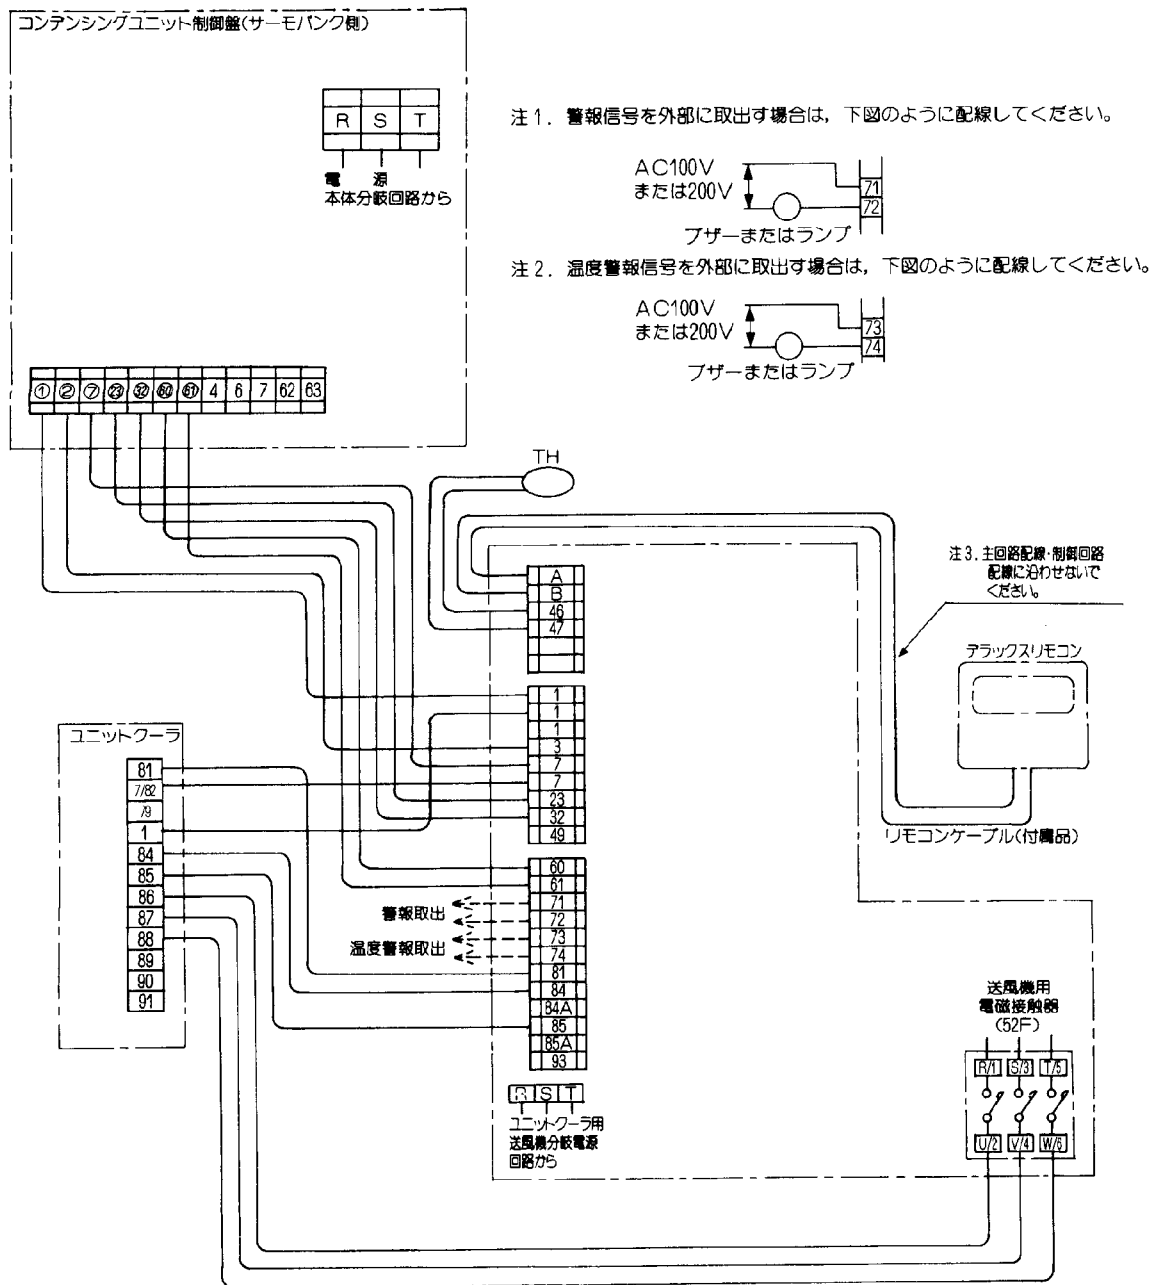 コンデンシングユニット制御盤(サーモバンク側)
R S T
電 源
本体分岐回路から
注1. 警報信号を外部に取出す場合は,下図のように配線してください。
AC100V
または200V
71
72
ブザーまたはランプ
注2. 温度警報信号を外部に取出す場合は,下図のように配線してください。
AC100V
または200V
73
74
ブザーまたはランプ
① ② ⑦ ㉓ ㉜ 60 61 4 6 7 62 63
TH
A
B
46
47
注3. 主回路配線・制御回路
配線に沿わせないで
ください。
デラックスリモコン
リモコンケーブル(付属品)
1
1
1
3
7
7
23
32
49
ユニットクーラ
81
7/82
/9
1
84
85
86
87
88
89
90
91
60
61
71
72
73
74
81
84
84A
85
85A
93
警報取出
温度警報取出
R S T
ユニットクーラ用
送風機分岐電源
回路から
送風機用
電磁接触器
(52F)
R/1 S/3 T/5
U/2 V/4 W/6